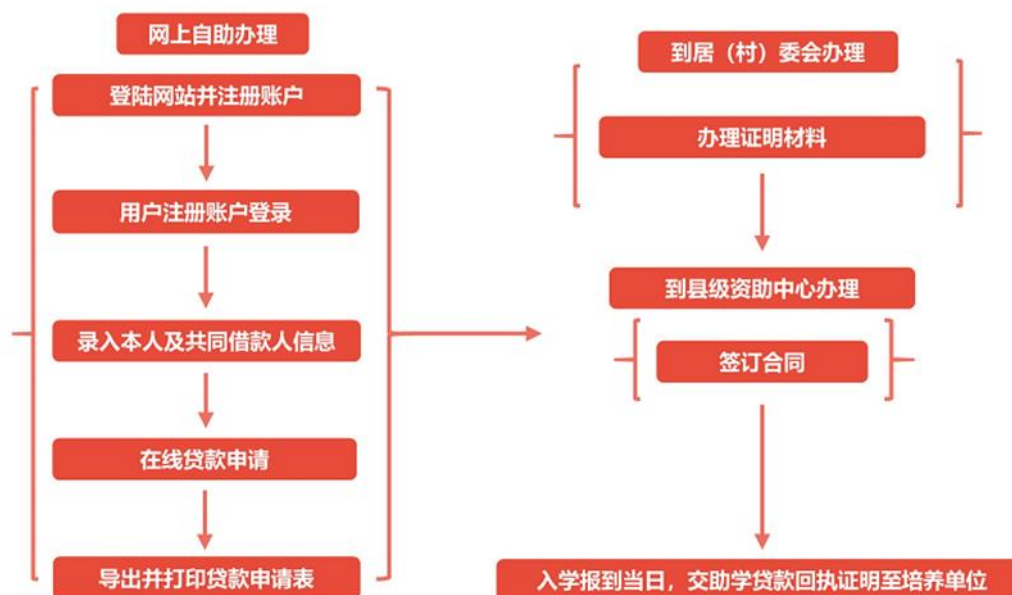 网上自助办理
登陆网站并注册账户
用户注册账户登录
录入本人及共同借款人信息
在线贷款申请
导出并打印贷款申请表
到居（村）委会办理
办理证明材料
到县级资助中心办理
签订合同
入学报到当日，交助学贷款回执证明至培养单位